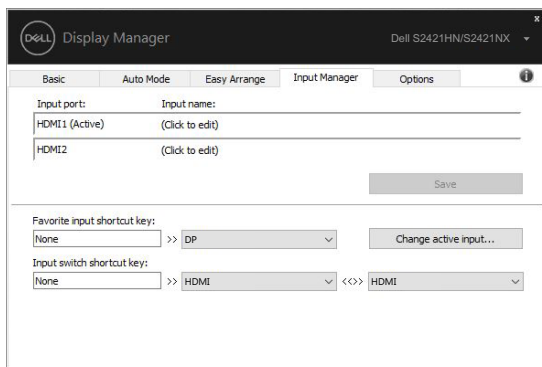 x
DELL Display Manager Dell S2421HN/S2421NX
Basic Auto Mode Easy Arrange Input Manager Options
Input port: Input name:
HDMI1 (Active) (Click to edit)
HDMI2 (Click to edit)
Save
Favorite input shortcut key:
None >> DP Change active input...
Input switch shortcut key:
None >> HDMI <<>> HDMI